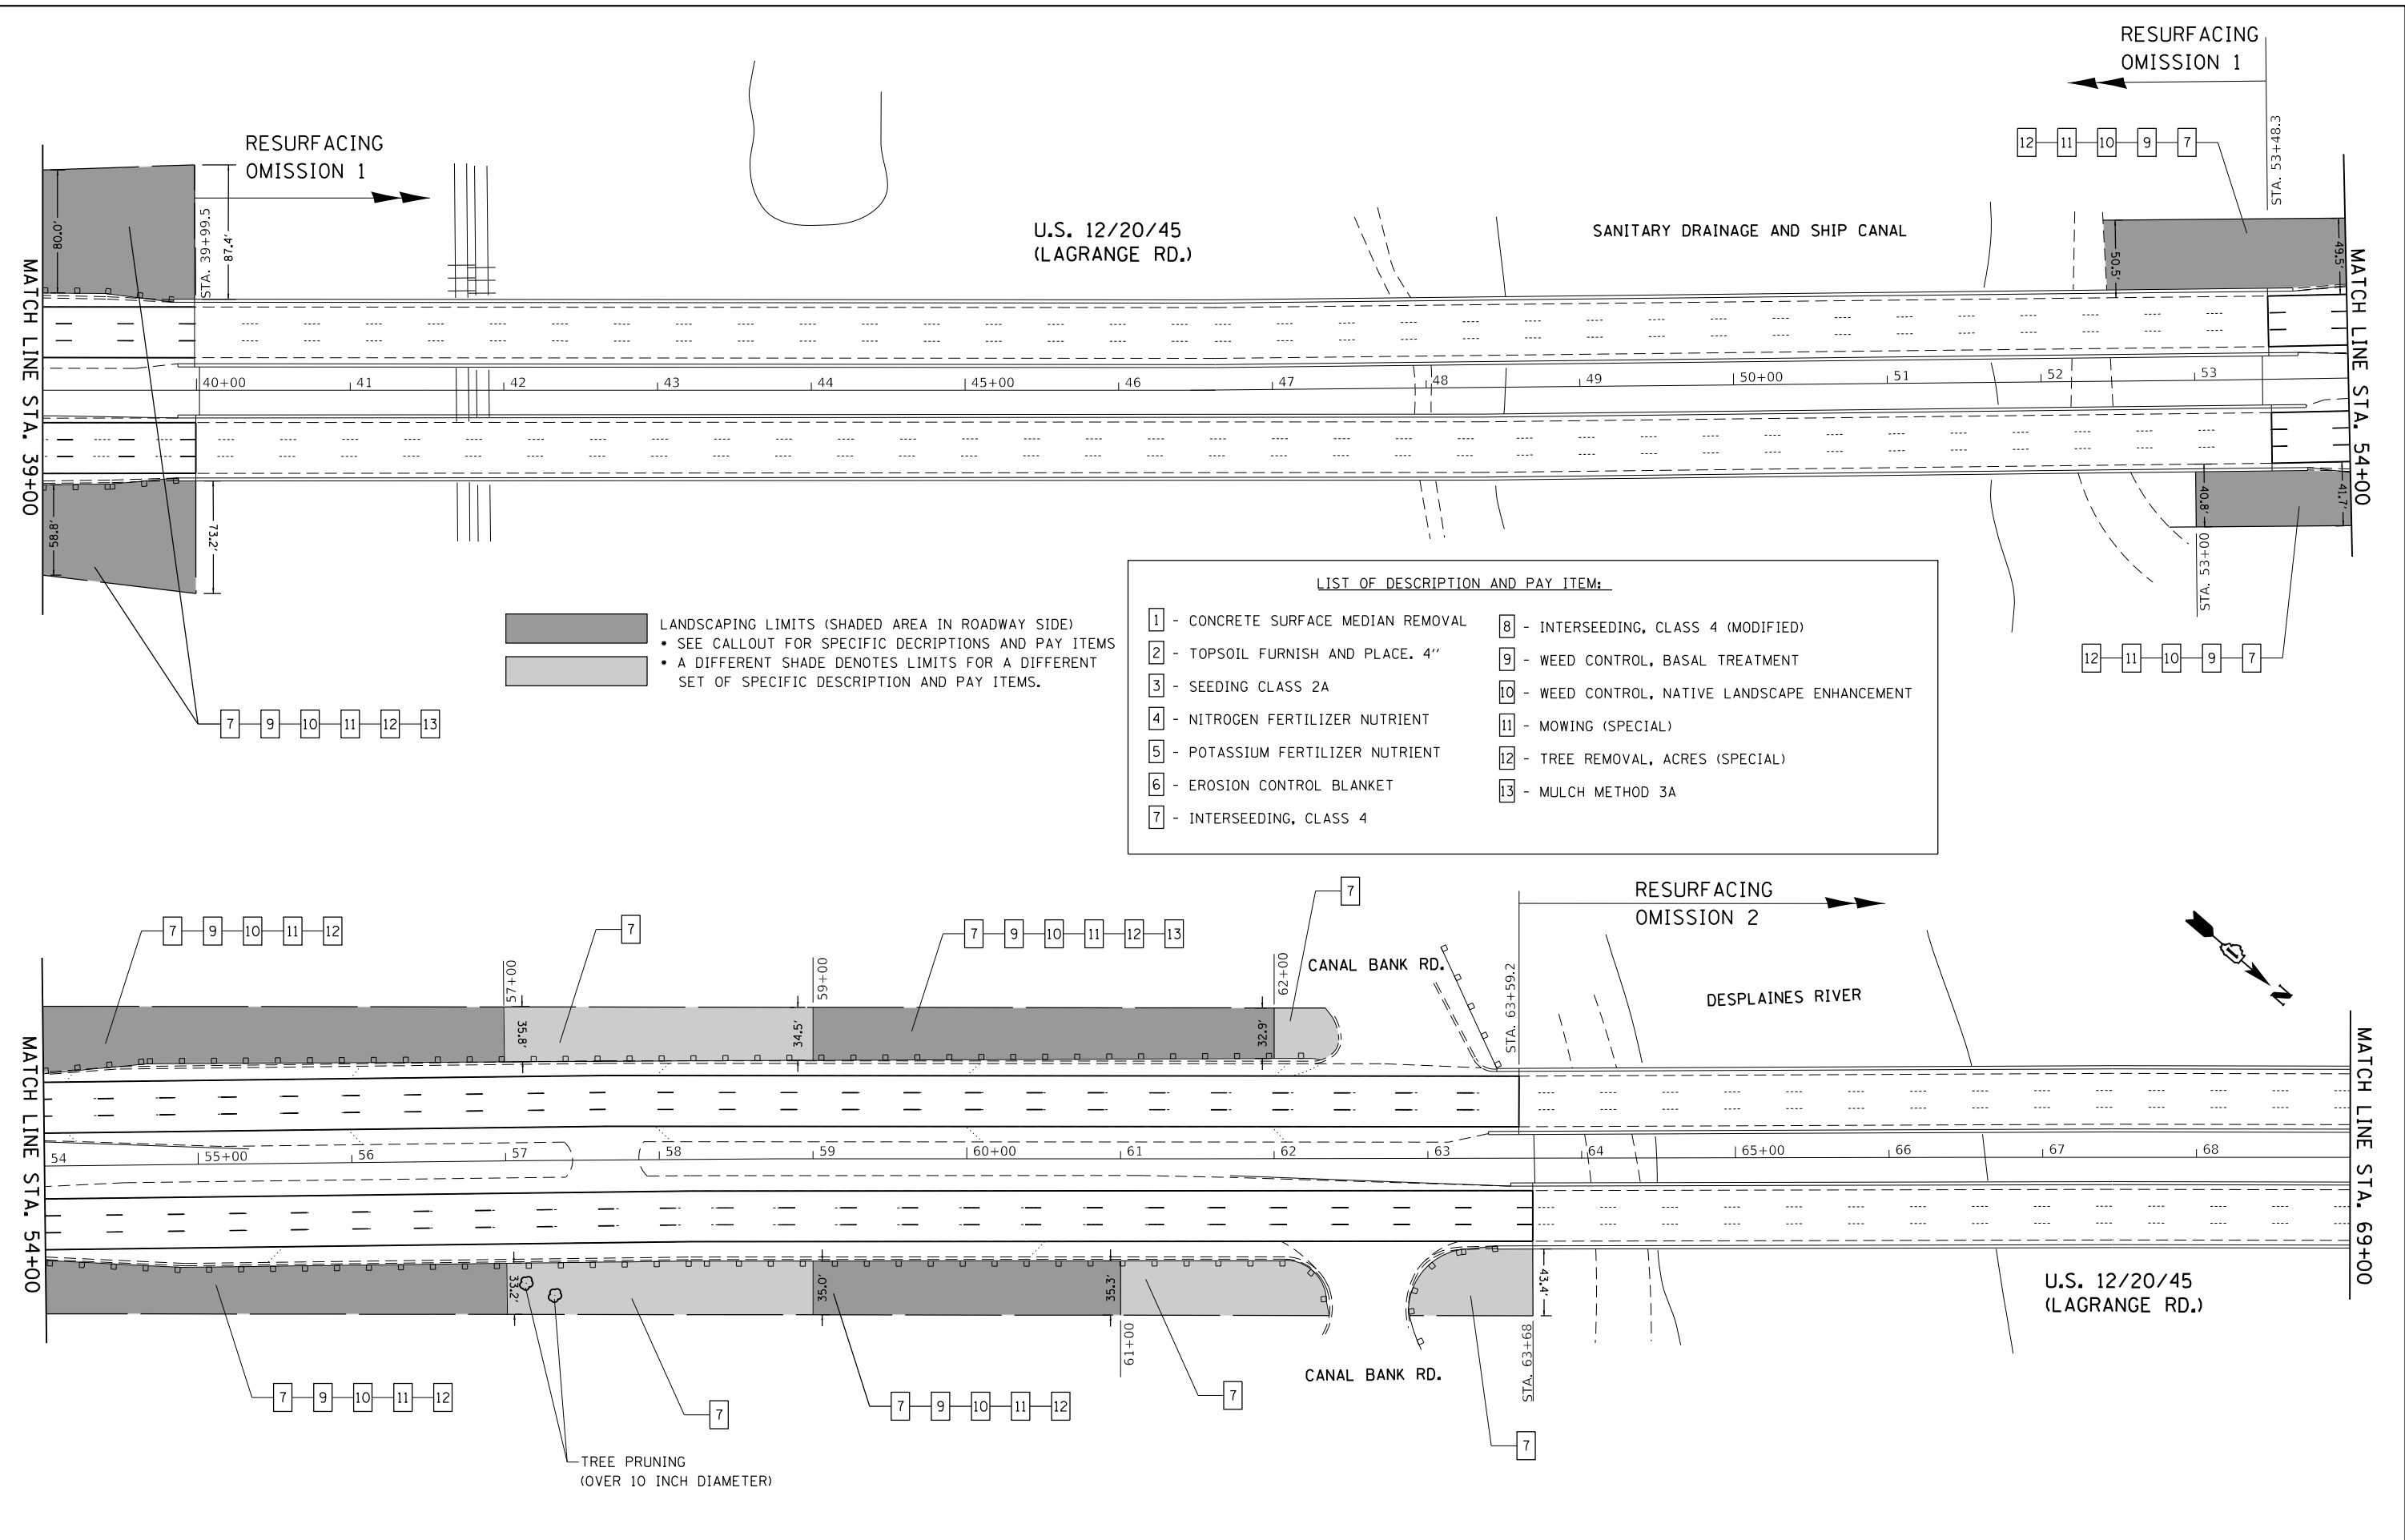 RESURFACING
OMISSION 1
RESURFACING
OMISSION 1
STA. 53+48.3
12 11 10 9 7
80.0'
STA. 39+99.5
87.4'
U.S. 12/20/45
(LAGRANGE RD.)
SANITARY DRAINAGE AND SHIP CANAL
50.5'
49.5'
MATCH LINE STA. 39+00
MATCH LINE STA. 54+00
40+00 41 42 43 44 45+00 46 47 48 49 50+00 51 52 53
58.8'
73.2'
40.8'
41.7'
STA. 53+00
12 11 10 9 7
7 9 10 11 12 13
LANDSCAPING LIMITS (SHADED AREA IN ROADWAY SIDE)
* SEE CALLOUT FOR SPECIFIC DECRIPTIONS AND PAY ITEMS
* A DIFFERENT SHADE DENOTES LIMITS FOR A DIFFERENT
SET OF SPECIFIC DESCRIPTION AND PAY ITEMS.
LIST OF DESCRIPTION AND PAY ITEM:
1 - CONCRETE SURFACE MEDIAN REMOVAL
2 - TOPSOIL FURNISH AND PLACE. 4''
3 - SEEDING CLASS 2A
4 - NITROGEN FERTILIZER NUTRIENT
5 - POTASSIUM FERTILIZER NUTRIENT
6 - EROSION CONTROL BLANKET
7 - INTERSEEDING, CLASS 4
8 - INTERSEEDING, CLASS 4 (MODIFIED)
9 - WEED CONTROL, BASAL TREATMENT
10 - WEED CONTROL, NATIVE LANDSCAPE ENHANCEMENT
11 - MOWING (SPECIAL)
12 - TREE REMOVAL, ACRES (SPECIAL)
13 - MULCH METHOD 3A
7 9 10 11 12
7
7 9 10 11 12 13
7
RESURFACING
OMISSION 2
57+00
59+00
62+00
CANAL BANK RD.
STA. 63+59.2
DESPLAINES RIVER
N
35.8'
34.5'
32.9'
MATCH LINE STA. 54+00
MATCH LINE STA. 69+00
54 55+00 56 57 58 59 60+00 61 62 63 64 65+00 66 67 68
33.2'
35.0'
35.3'
43.4'
61+00
STA. 63+68
U.S. 12/20/45
(LAGRANGE RD.)
CANAL BANK RD.
7 9 10 11 12
7
7 9 10 11 12
7
7
TREE PRUNING
(OVER 10 INCH DIAMETER)